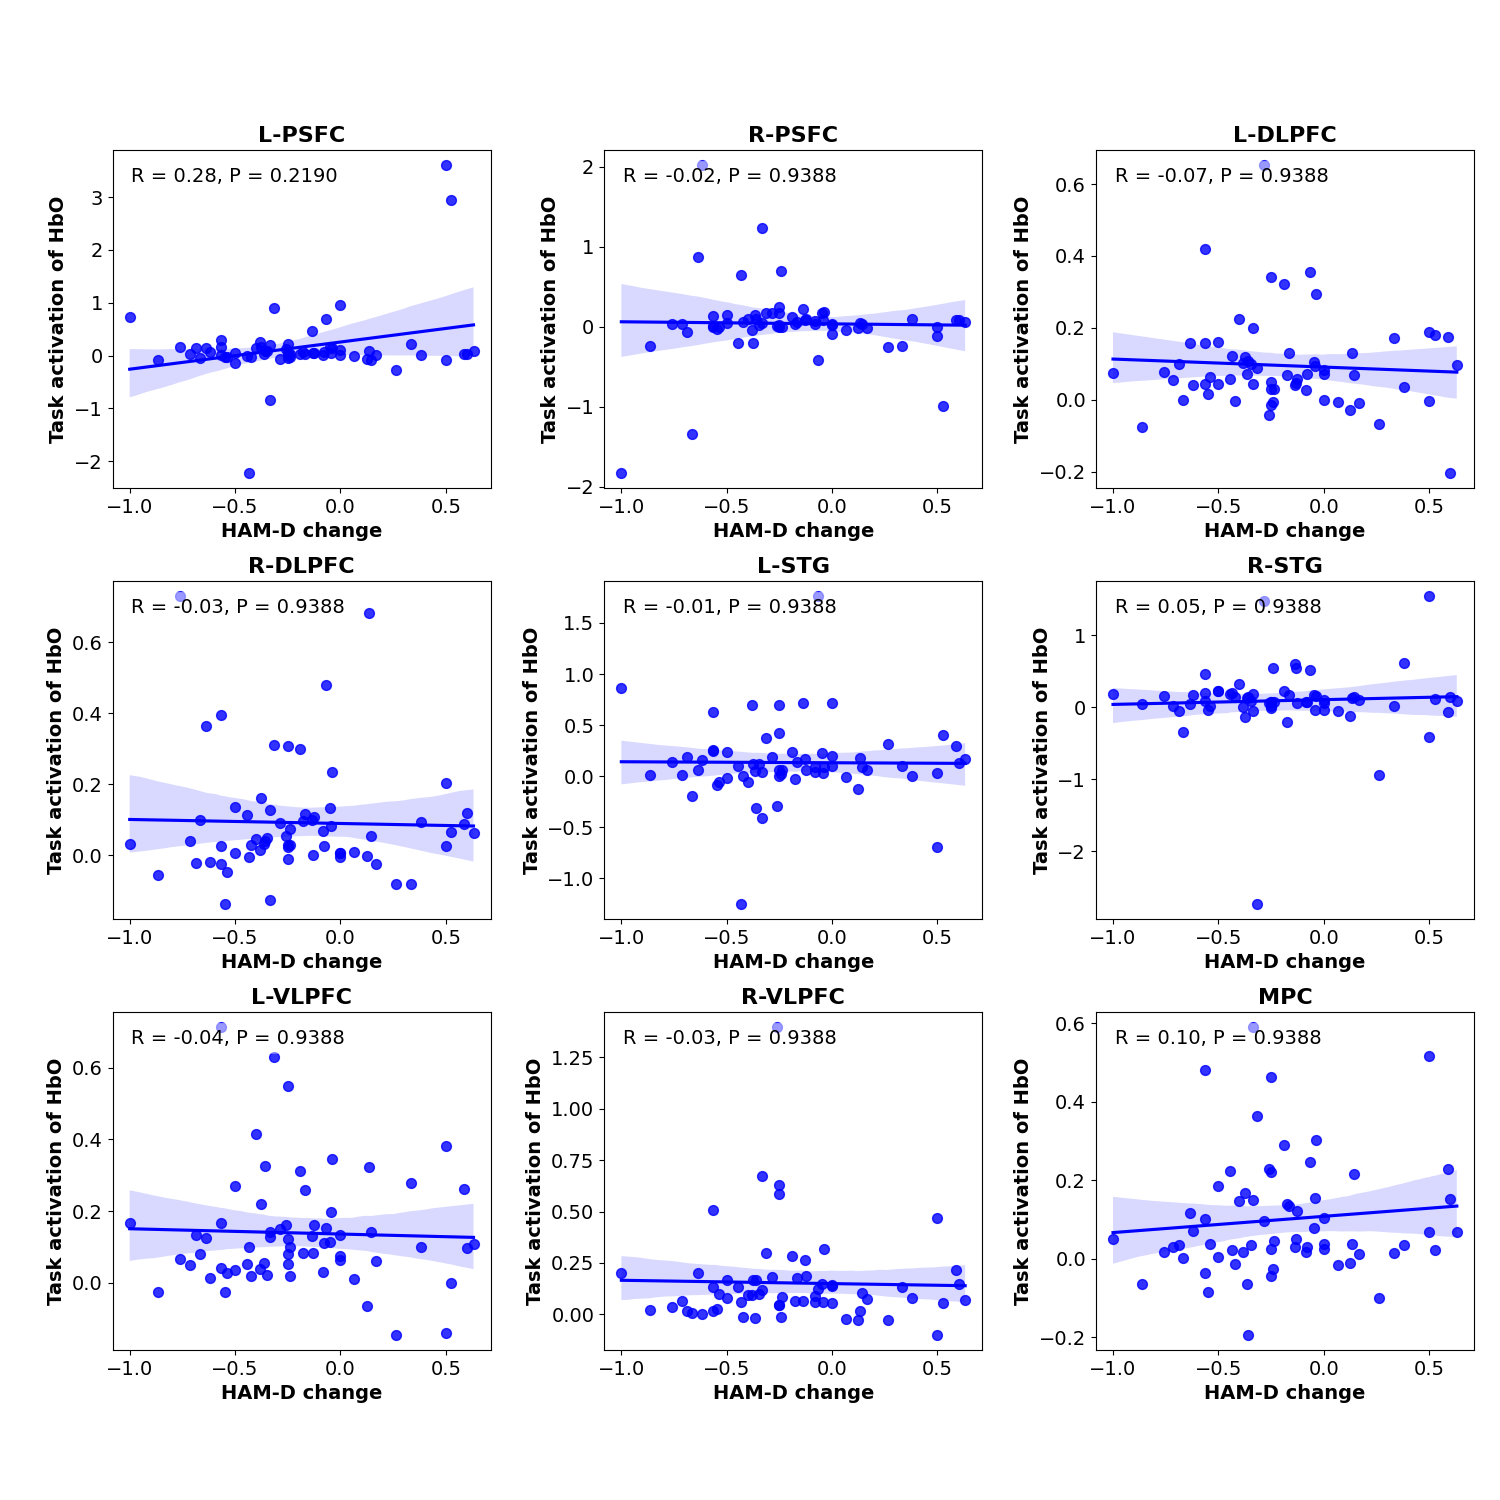 L-PSFC
R = 0.28, P = 0.2190
Task activation of HbO
3
2
1
0
−1
−2
−1.0 −0.5 0.0 0.5
HAM-D change
R-PSFC
R = -0.02, P = 0.9388
Task activation of HbO
2
1
0
−1
−2
−1.0 −0.5 0.0 0.5
HAM-D change
L-DLPFC
R = -0.07, P = 0.9388
Task activation of HbO
0.6
0.4
0.2
0.0
−0.2
−1.0 −0.5 0.0 0.5
HAM-D change
R-DLPFC
R = -0.03, P = 0.9388
Task activation of HbO
0.6
0.4
0.2
0.0
−1.0 −0.5 0.0 0.5
HAM-D change
L-STG
R = -0.01, P = 0.9388
Task activation of HbO
1.5
1.0
0.5
0.0
−0.5
−1.0
−1.0 −0.5 0.0 0.5
HAM-D change
R-STG
R = 0.05, P = 0.9388
Task activation of HbO
1
0
−1
−2
−1.0 −0.5 0.0 0.5
HAM-D change
L-VLPFC
R = -0.04, P = 0.9388
Task activation of HbO
0.6
0.4
0.2
0.0
−1.0 −0.5 0.0 0.5
HAM-D change
R-VLPFC
R = -0.03, P = 0.9388
Task activation of HbO
1.25
1.00
0.75
0.50
0.25
0.00
−1.0 −0.5 0.0 0.5
HAM-D change
MPC
R = 0.10, P = 0.9388
Task activation of HbO
0.6
0.4
0.2
0.0
−0.2
−1.0 −0.5 0.0 0.5
HAM-D change